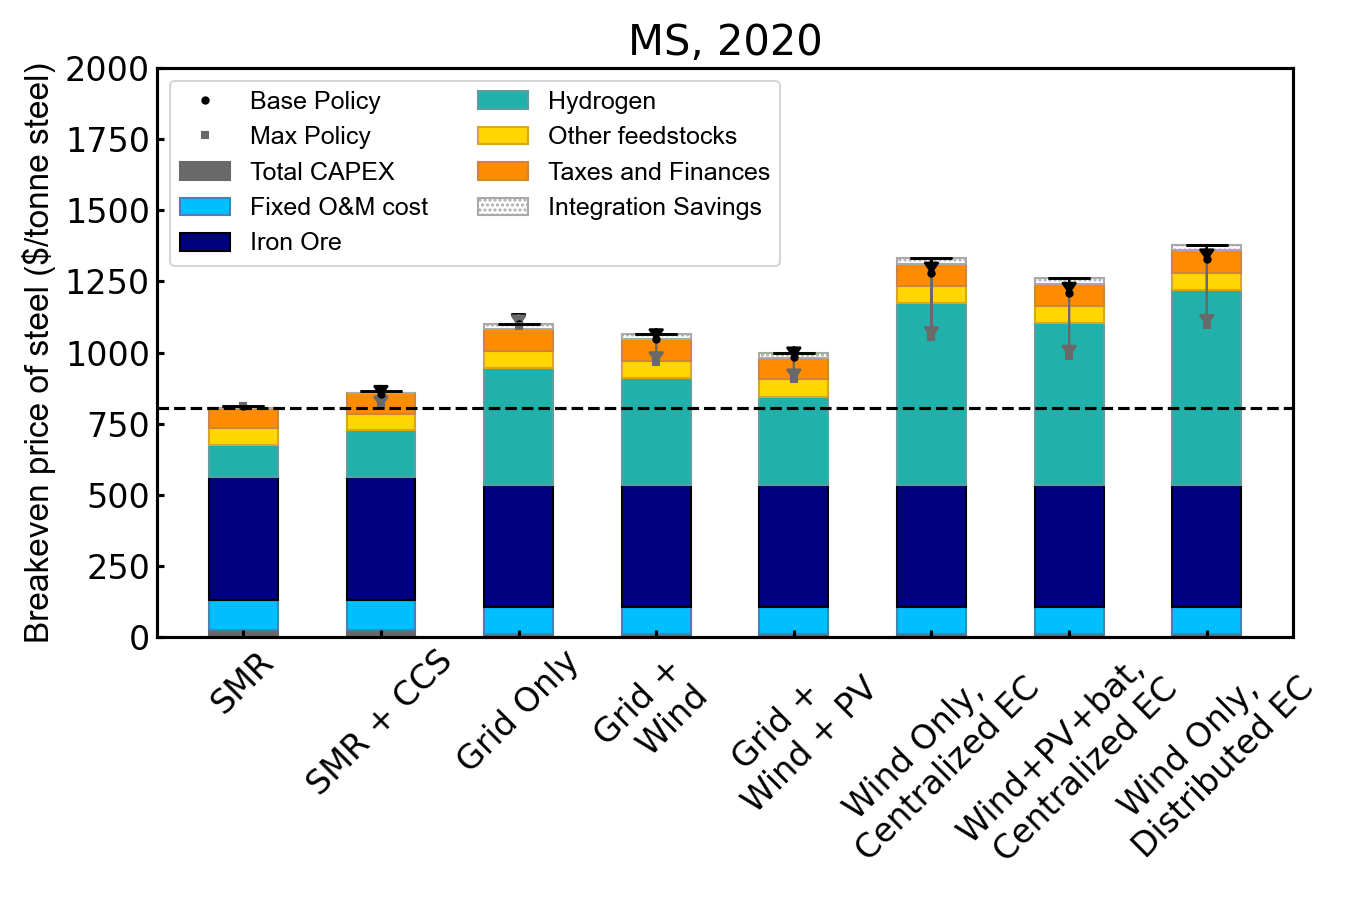 MS, 2020
Breakeven price of steel ($/tonne steel)
2000
1750
1500
1250
1000
750
500
250
0
Base Policy
Max Policy
Total CAPEX
Fixed O&M cost
Iron Ore
Hydrogen
Other feedstocks
Taxes and Finances
Integration Savings
SMR
SMR + CCS
Grid Only
Grid +
Wind
Grid +
Wind + PV
Wind Only,
Centralized EC
Wind+PV+bat,
Centralized EC
Wind Only,
Distributed EC